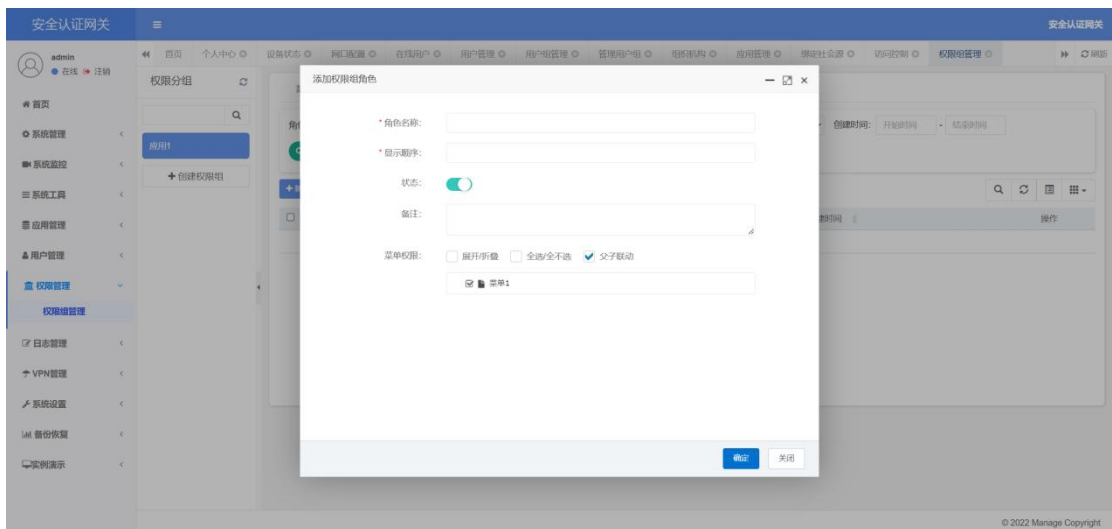 安全认证网关
安全认证网关
admin
在线 注销
首页 个人中心 设备状态 网口配置 在线用户 用户管理 用户组管理 管理用户组 组织机构 应用管理 绑定社会源 访问控制 权限组管理 刷新
首页
系统管理
系统监控
系统工具
应用管理
用户管理
权限管理
权限组管理
日志管理
VPN管理
系统设置
备份恢复
实例演示
权限分组
应用1
创建权限组
添加权限组角色
* 角色名称:
* 显示顺序:
状态:
备注:
菜单权限: 展开/折叠 全选/全不选 父子联动
菜单1
确定 关闭
创建时间: 开始时间 - 结束时间
建时间 操作
© 2022 Manage Copyright